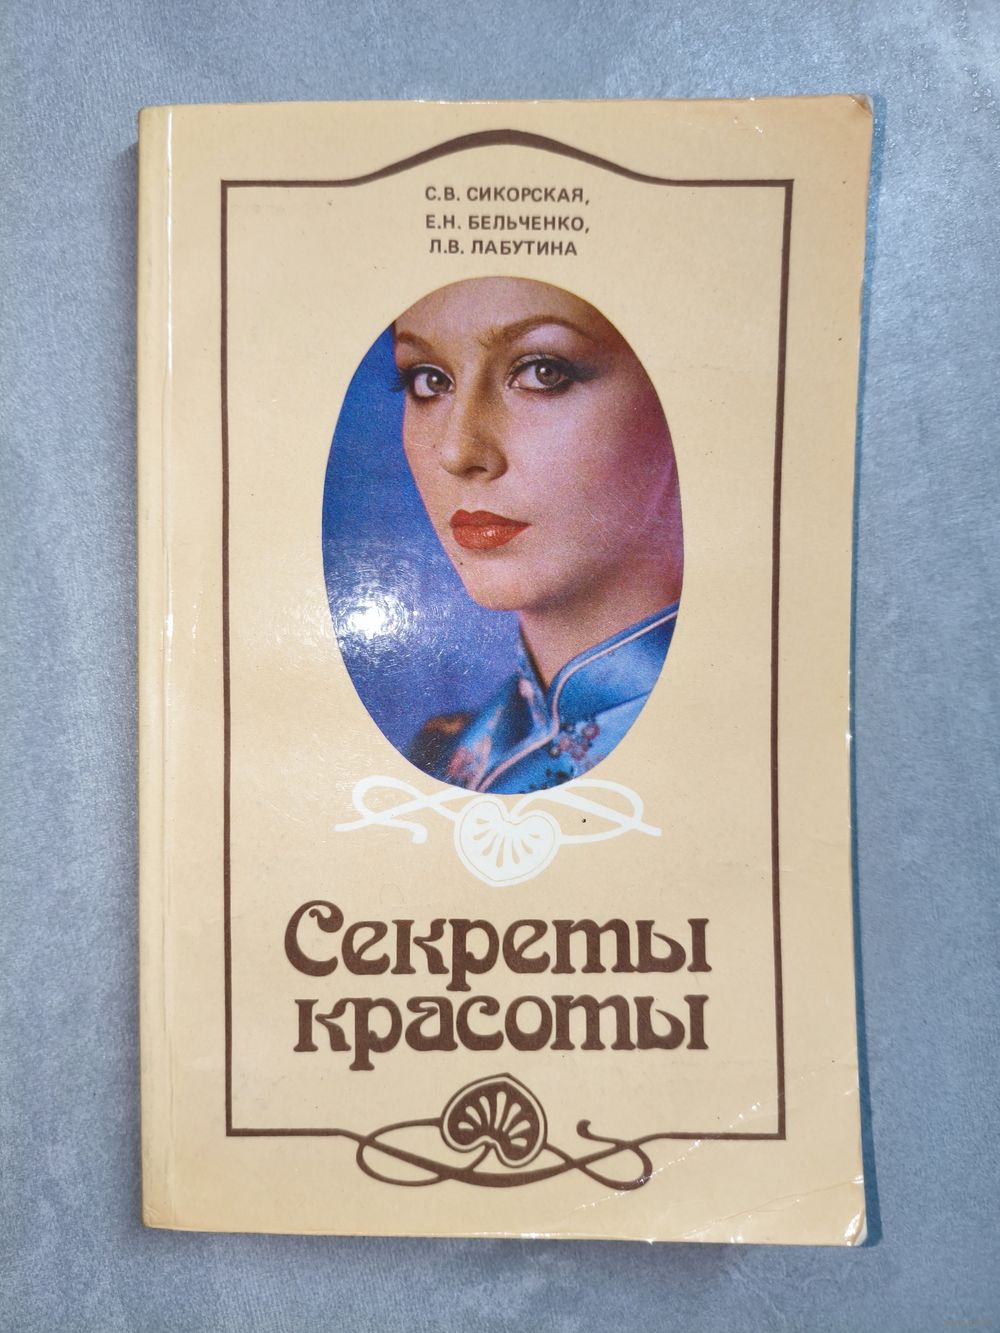 С.В. СИКОРСКАЯ,
Е.Н. БЕЛЬЧЕНКО,
Л.В. ЛАБУТИНА
Секреты
красоты